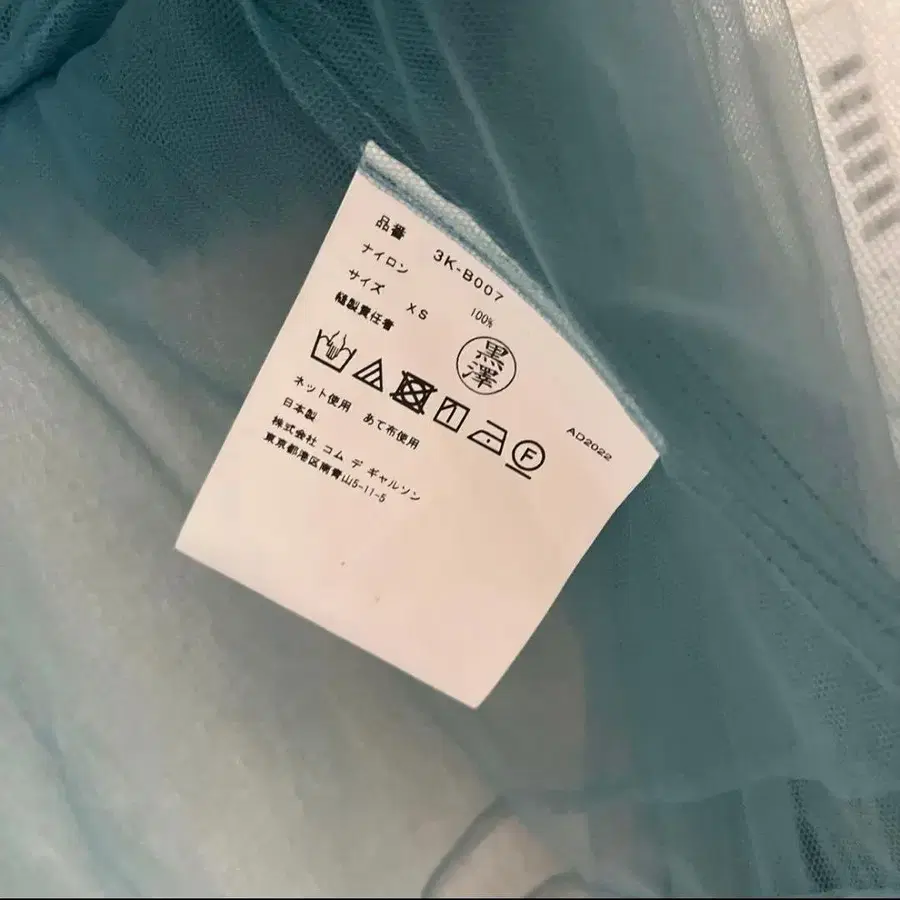 品番 3K-B007
ナイロン 100%
サイズ XS
縫製責任者 黒澤
F
ネット使用 あて布使用
日本製
株式会社 コム デ ギャルソン
東京都港区南青山5-11-5
AD2022